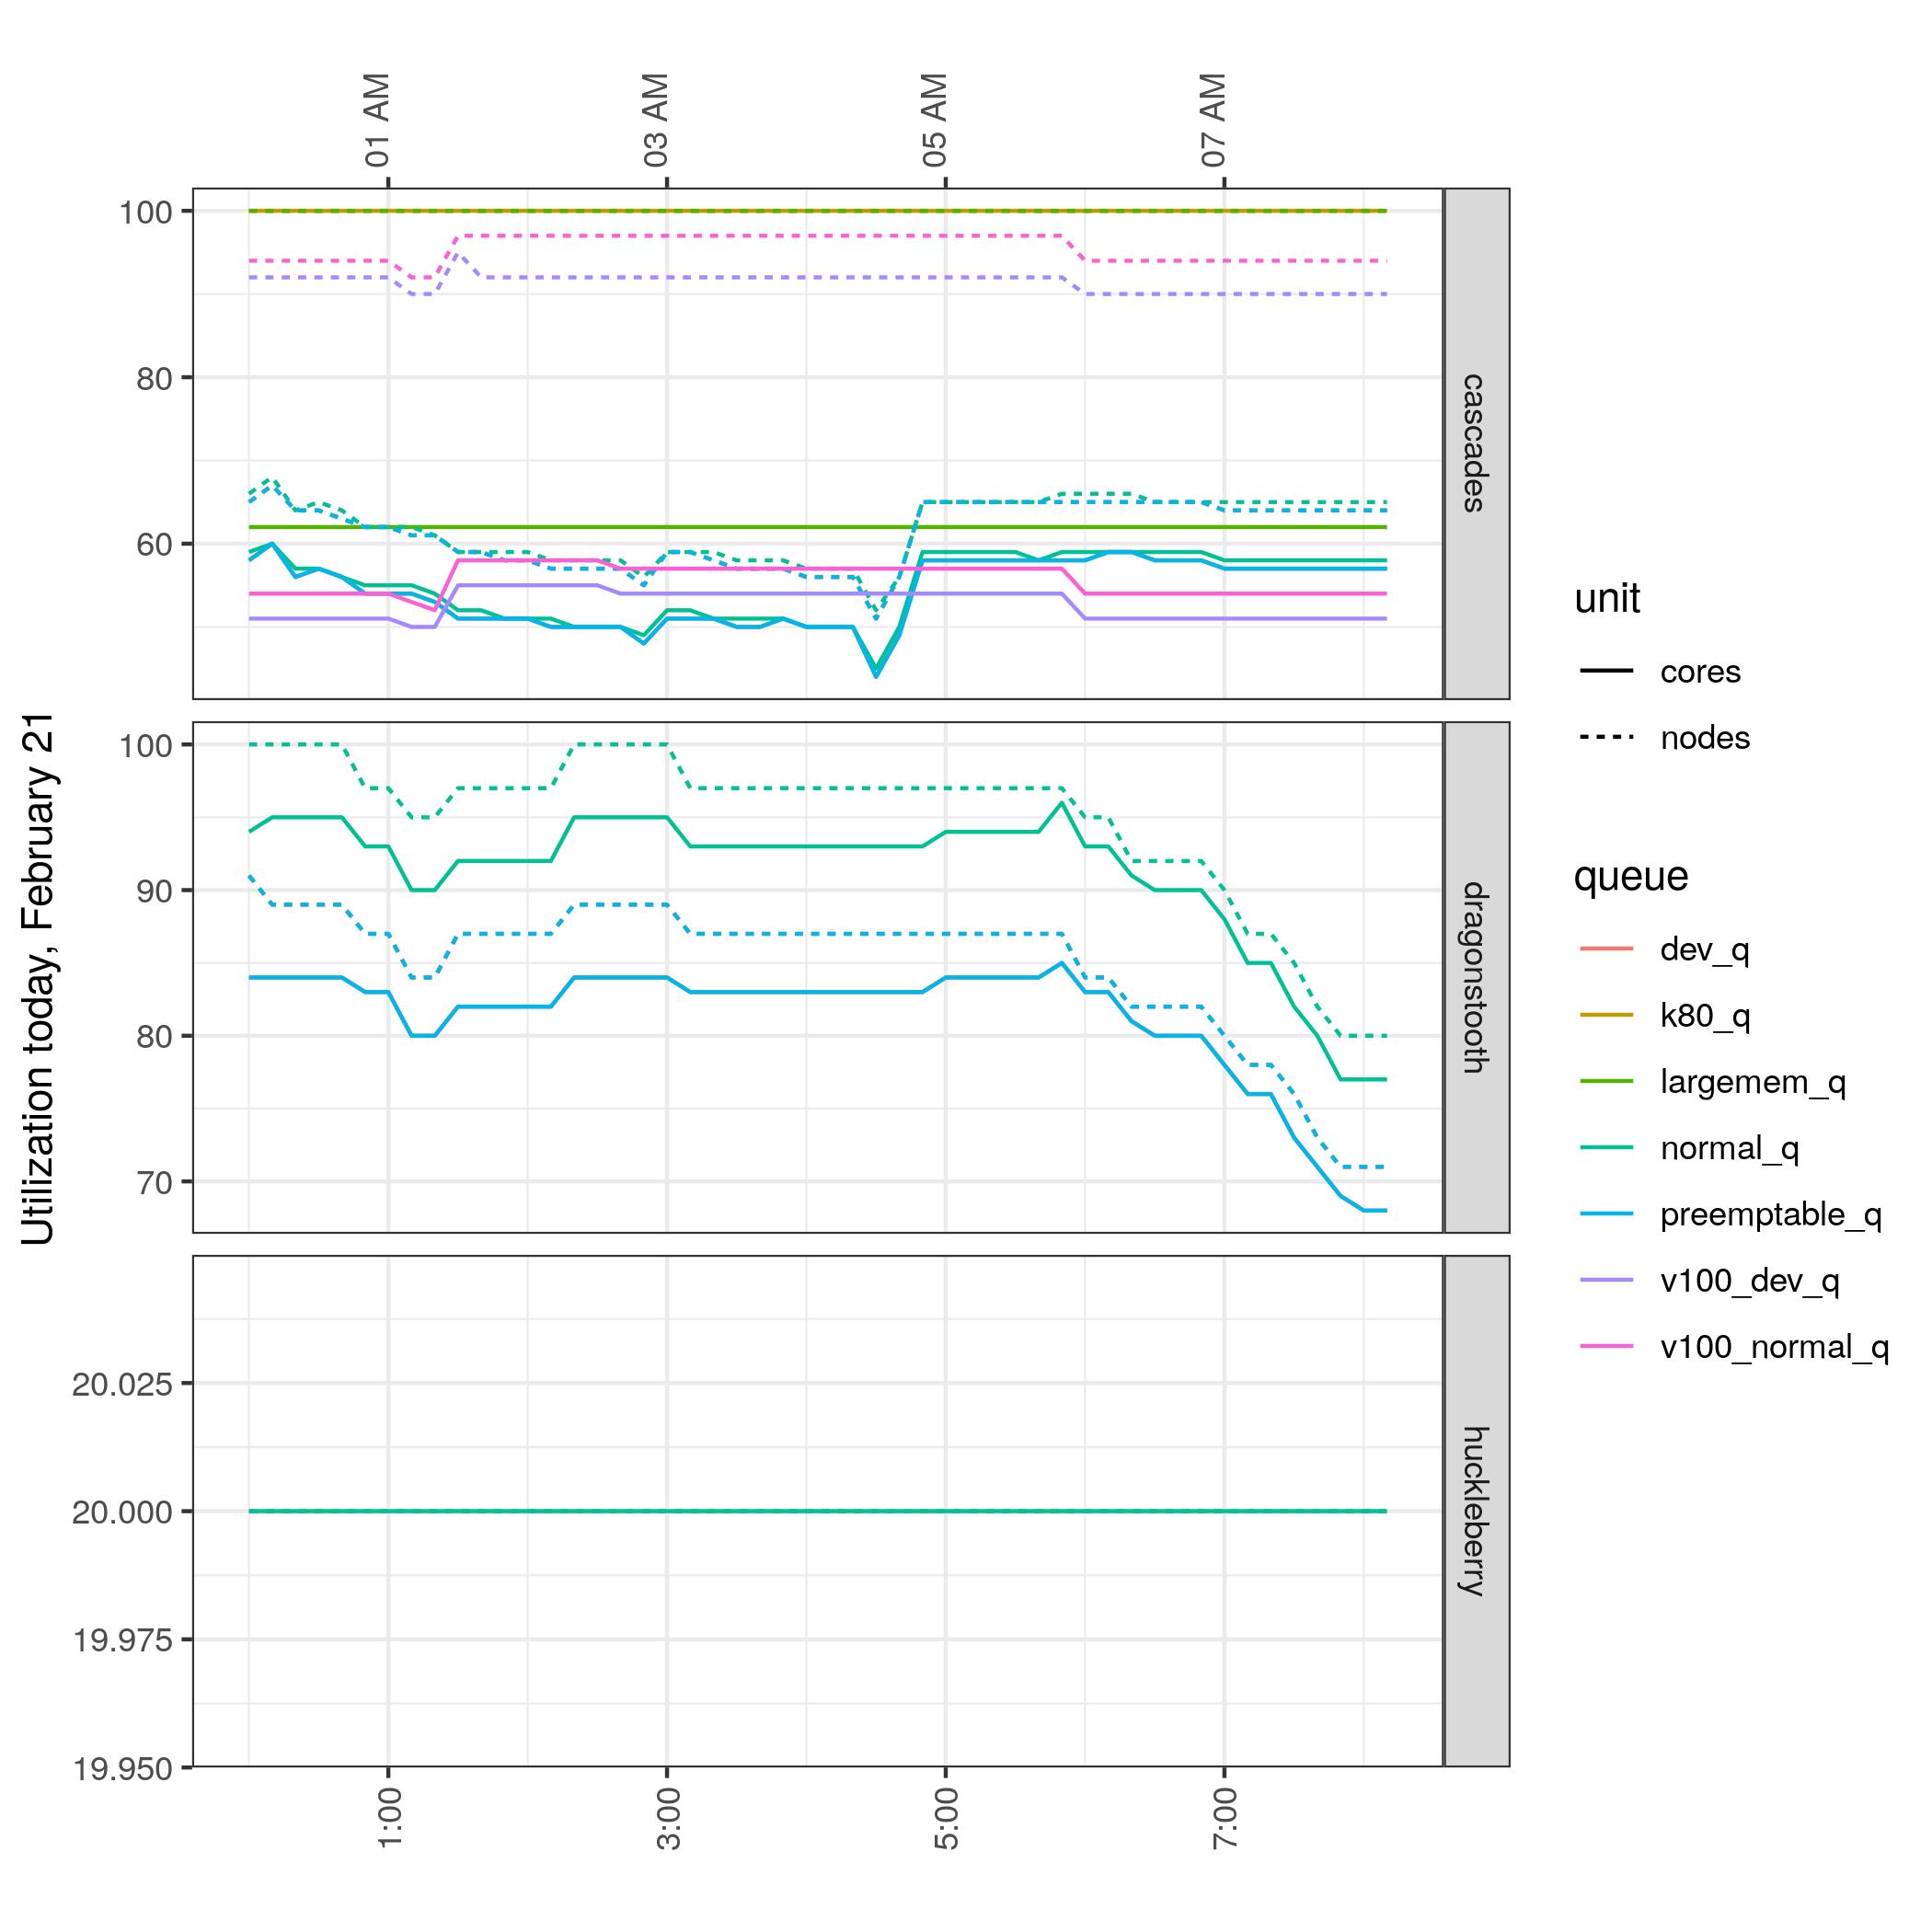 01 AM
03 AM
05 AM
07 AM
Utilization today, February 21
100
80
60
cascades
100
90
80
70
dragonstooth
20.025
20.000
19.975
19.950
huckleberry
1:00
3:00
5:00
7:00
unit
cores
nodes
queue
dev_q
k80_q
largemem_q
normal_q
preemptable_q
v100_dev_q
v100_normal_q